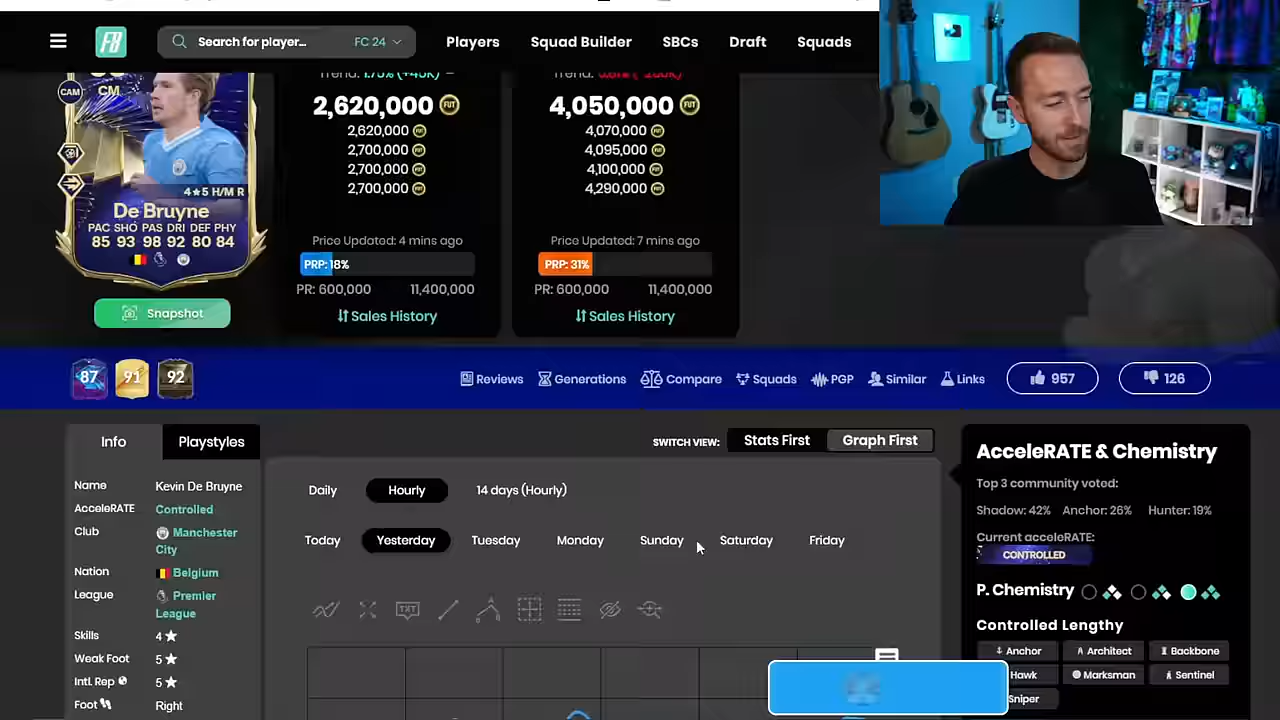 FB
Search for player...
FC 24
Players
Squad Builder
SBCs
Draft
Squads
CAM
CM
4★5 H/M R
De Bruyne
PAC SHO PAS DRI DEF PHY
85 93 98 92 80 84
Snapshot
2,620,000
2,620,000
2,700,000
2,700,000
2,700,000
Price Updated: 4 mins ago
PRP: 18%
PR: 600,000
11,400,000
Sales History
4,050,000
4,070,000
4,095,000
4,100,000
4,290,000
Price Updated: 7 mins ago
PRP: 31%
PR: 600,000
11,400,000
Sales History
87
91
92
Reviews
Generations
Compare
Squads
PGP
Similar
Links
957
126
Info
Playstyles
Name
Kevin De Bruyne
AcceleRATE
Controlled
Club
Manchester
City
Nation
Belgium
League
Premier
League
Skills
4 ★
Weak Foot
5 ★
Intl. Rep
5 ★
Foot
Right
SWITCH VIEW:
Stats First
Graph First
Daily
Hourly
14 days (Hourly)
Today
Yesterday
Tuesday
Monday
Sunday
Saturday
Friday
TXT
AcceleRATE & Chemistry
Top 3 community voted:
Shadow: 42%
Anchor: 26%
Hunter: 19%
Current acceleRATE:
CONTROLLED
P. Chemistry
Controlled Lengthy
Anchor
Architect
Backbone
Hawk
Marksman
Sentinel
Sniper